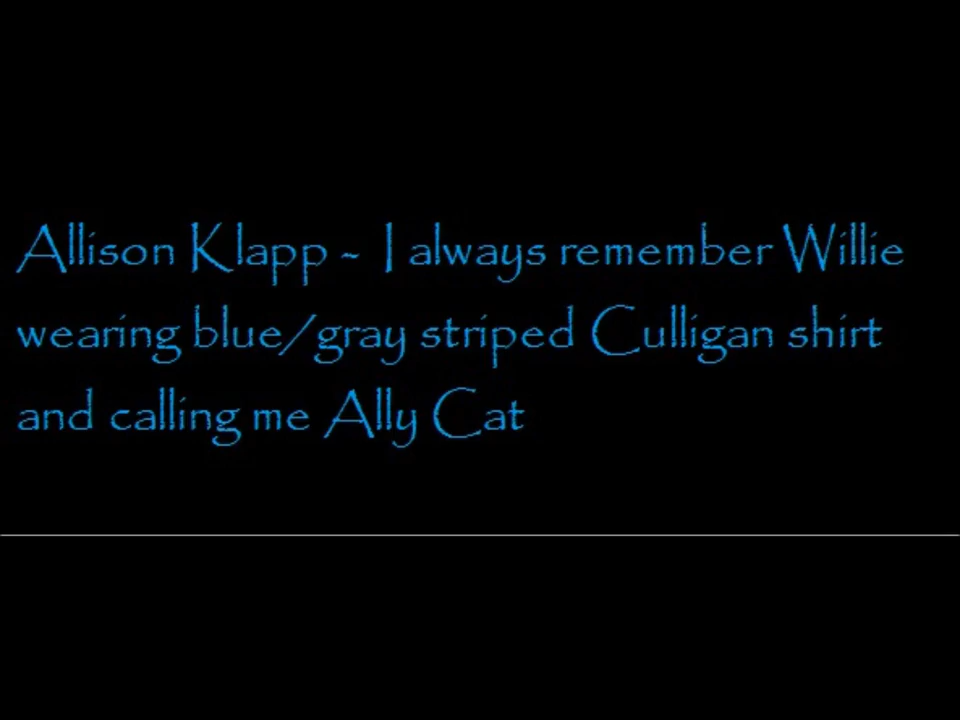 Allison Klapp - I always remember Willie
wearing blue/gray striped Culligan shirt
and calling me Ally Cat